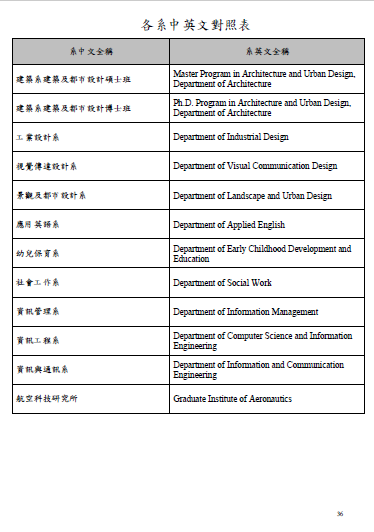 各系中英文對照表
系中文全稱
系英文全稱
建築系建築及都市設計碩士班
Master Program in Architecture and Urban Design,
Department of Architecture
建築系建築及都市設計博士班
Ph.D. Program in Architecture and Urban Design,
Department of Architecture
工業設計系
Department of Industrial Design
視覺傳達設計系
Department of Visual Communication Design
景觀及都市設計系
Department of Landscape and Urban Design
應用英語系
Department of Applied English
幼兒保育系
Department of Early Childhood Development and
Education
社會工作系
Department of Social Work
資訊管理系
Department of Information Management
資訊工程系
Department of Computer Science and Information
Engineering
資訊與通訊系
Department of Information and Communication
Engineering
航空科技研究所
Graduate Institute of Aeronautics
36